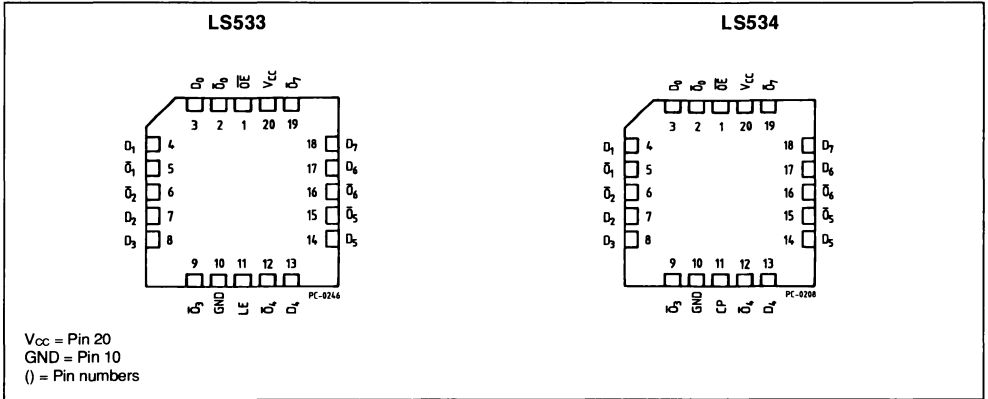 LS533
D₀ Ō₀ O̅E̅ VCC Ō₇
3 2 1 20 19
D₁ 4 18 D₇
Ō₁ 5 17 D₆
Ō₂ 6 16 Ō₆
D₂ 7 15 Ō₅
D₃ 8 14 D₅
9 10 11 12 13
Ō₃ GND LE Ō₄ D₄
PC-0246
LS534
D₀ Ō₀ O̅E̅ VCC Ō₇
3 2 1 20 19
D₁ 4 18 D₇
Ō₁ 5 17 D₆
Ō₂ 6 16 Ō₆
D₂ 7 15 Ō₅
D₃ 8 14 D₅
9 10 11 12 13
Ō₃ GND CP Ō₄ D₄
PC-0208
VCC = Pin 20
GND = Pin 10
() = Pin numbers